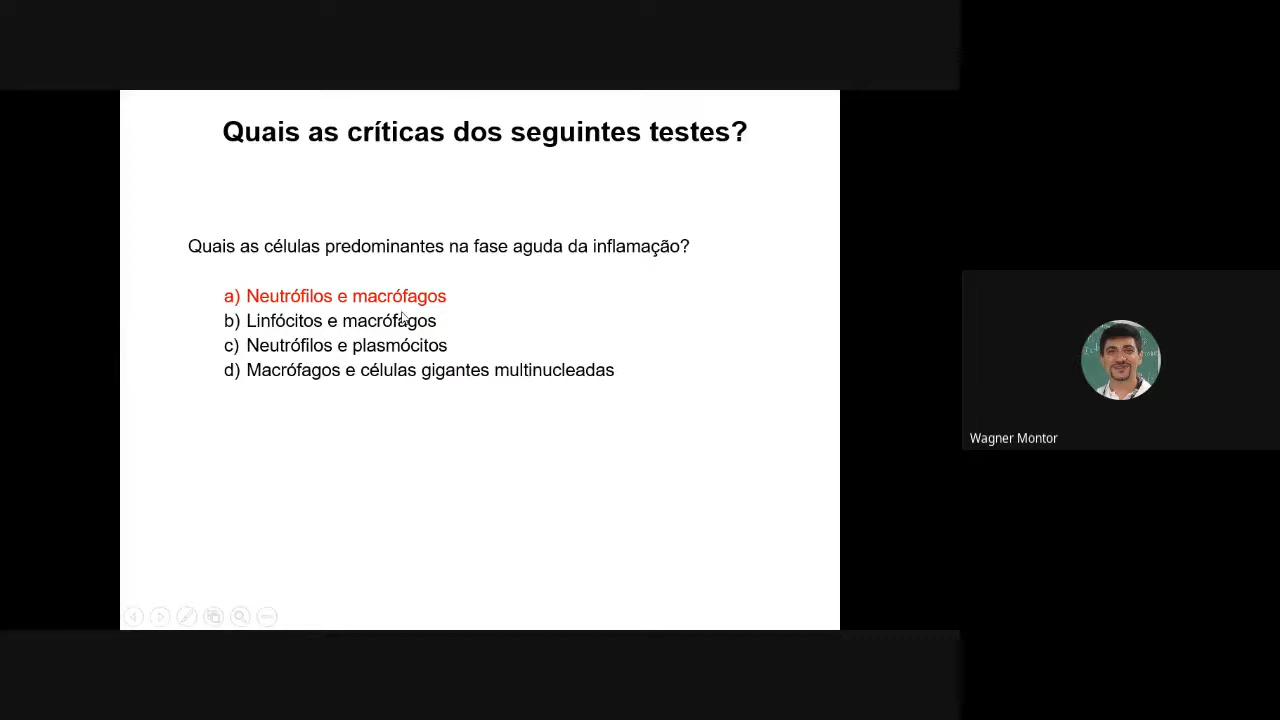 Quais as críticas dos seguintes testes?
Quais as células predominantes na fase aguda da inflamação?
a) Neutrófilos e macrófagos
b) Linfócitos e macrófagos
c) Neutrófilos e plasmócitos
d) Macrófagos e células gigantes multinucleadas
Wagner Montor